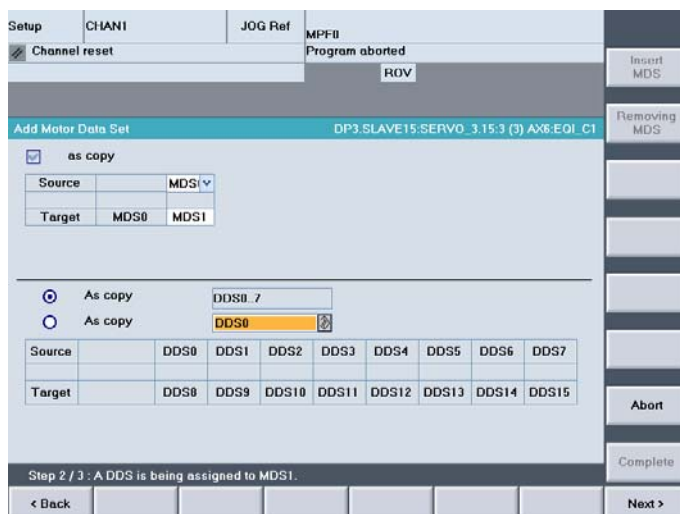 Setup CHAN1 JOG Ref MPF0
Channel reset Program aborted
ROV
Insert MDS
Add Motor Data Set DP3.SLAVE15:SERVO_3.15:3 (3) AX6:EQI_C1
Removing MDS
as copy
Source MDS
Target MDS0 MDS1
As copy DDS0..7
As copy DDS0
Source DDS0 DDS1 DDS2 DDS3 DDS4 DDS5 DDS6 DDS7
Target DDS8 DDS9 DDS10 DDS11 DDS12 DDS13 DDS14 DDS15
Abort
Complete
Step 2 / 3 : A DDS is being assigned to MDS1.
< Back Next >